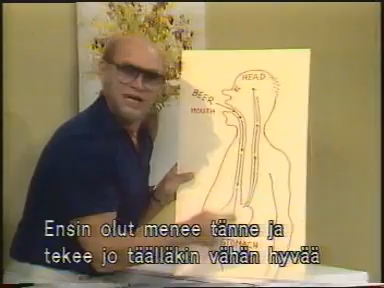 HEAD
BEER
MOUTH
STOMACH
Ensin olut menee tänne ja
tekee jo täälläkin vähän hyvää